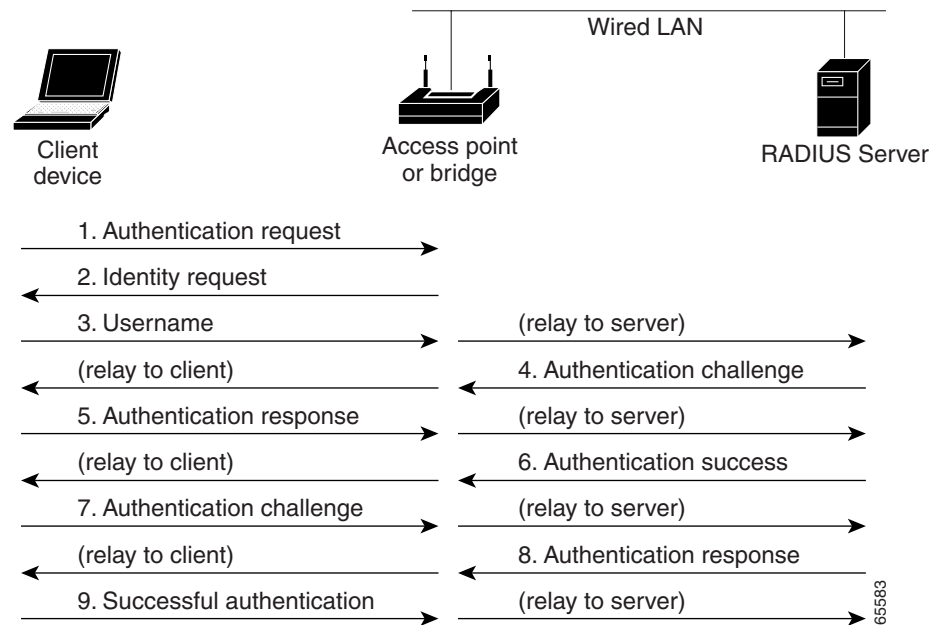 Wired LAN
Client
device
Access point
or bridge
RADIUS Server
1. Authentication request
2. Identity request
3. Username
(relay to server)
(relay to client)
4. Authentication challenge
5. Authentication response
(relay to server)
(relay to client)
6. Authentication success
7. Authentication challenge
(relay to server)
(relay to client)
8. Authentication response
9. Successful authentication
(relay to server)
65583